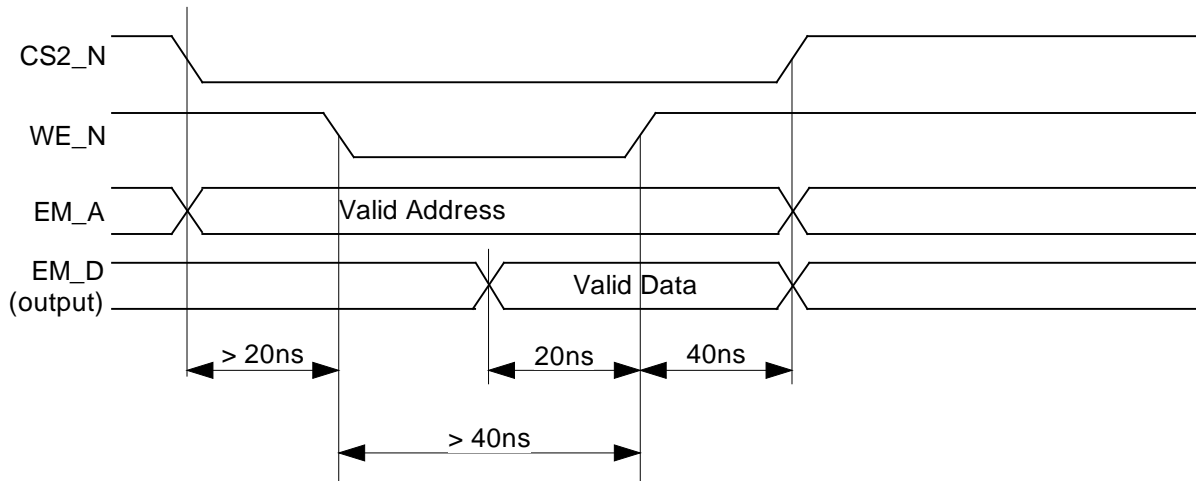 CS2_N
WE_N
EM_A
Valid Address
EM_D
(output)
Valid Data
> 20ns
20ns
40ns
> 40ns